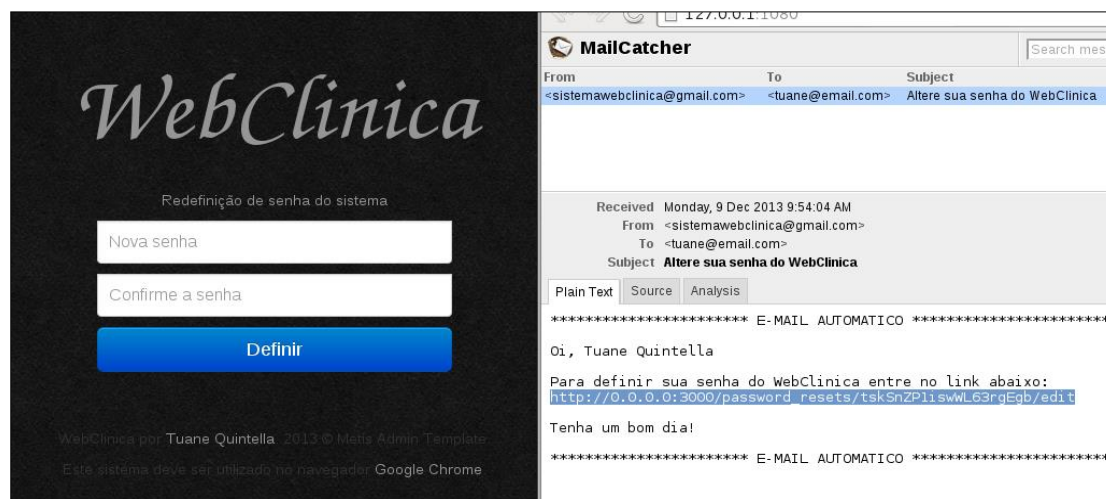 WebClinica
Redefinição de senha do sistema
Nova senha
Confirme a senha
Definir
WebClinica por Tuane Quintella. 2013 © Metis Admin Template
Este sistema deve ser utilizado no navegador Google Chrome
127.0.0.1:1080
MailCatcher
Search mes
From To Subject
<sistemawebclinica@gmail.com> <tuane@email.com> Altere sua senha do WebClinica
Received Monday, 9 Dec 2013 9:54:04 AM
From <sistemawebclinica@gmail.com>
To <tuane@email.com>
Subject Altere sua senha do WebClinica
Plain Text Source Analysis
*********************** E-MAIL AUTOMATICO ***********************
Oi, Tuane Quintella
Para definir sua senha do WebClinica entre no link abaixo:
http://0.0.0.0:3000/password_resets/tskSnZPliswWL63rgEgb/edit
Tenha um bom dia!
*********************** E-MAIL AUTOMATICO ***********************